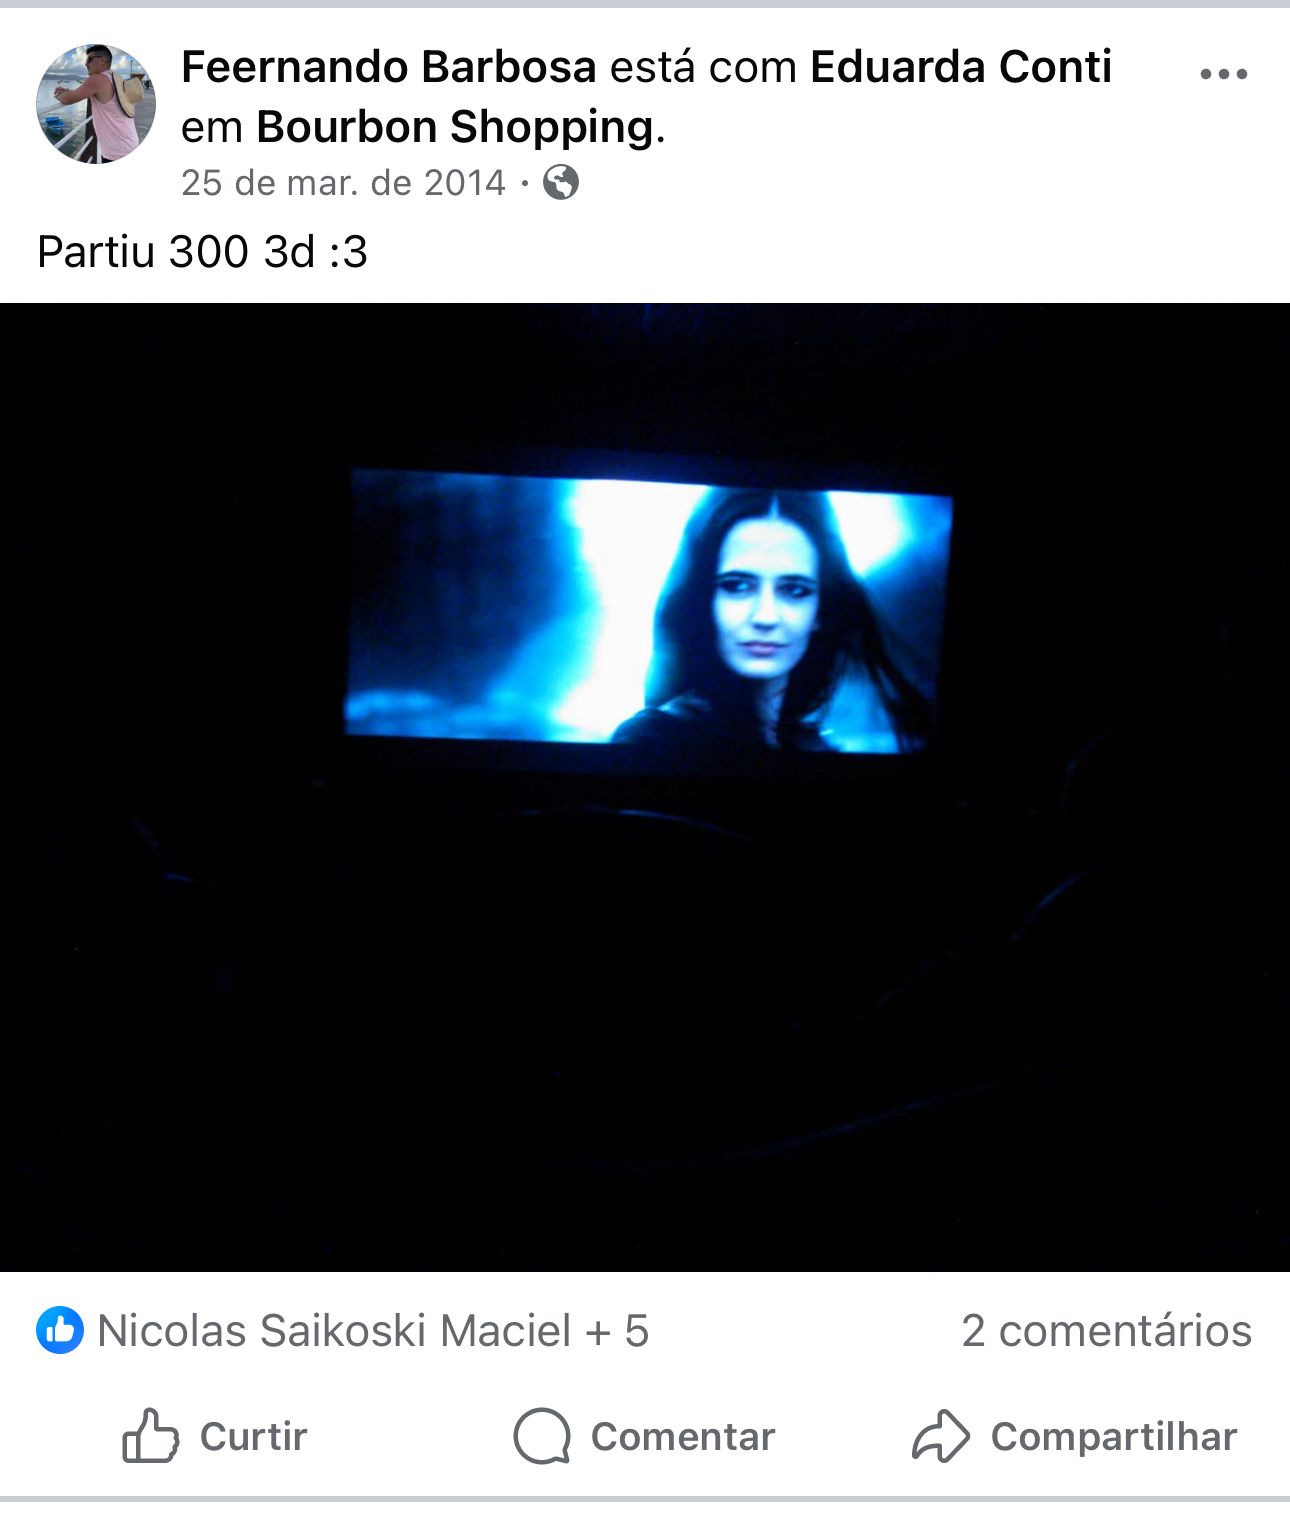 Feernando Barbosa está com Eduarda Conti
em Bourbon Shopping.
25 de mar. de 2014 ·
Partiu 300 3d :3
Nicolas Saikoski Maciel + 5
2 comentários
Curtir
Comentar
Compartilhar